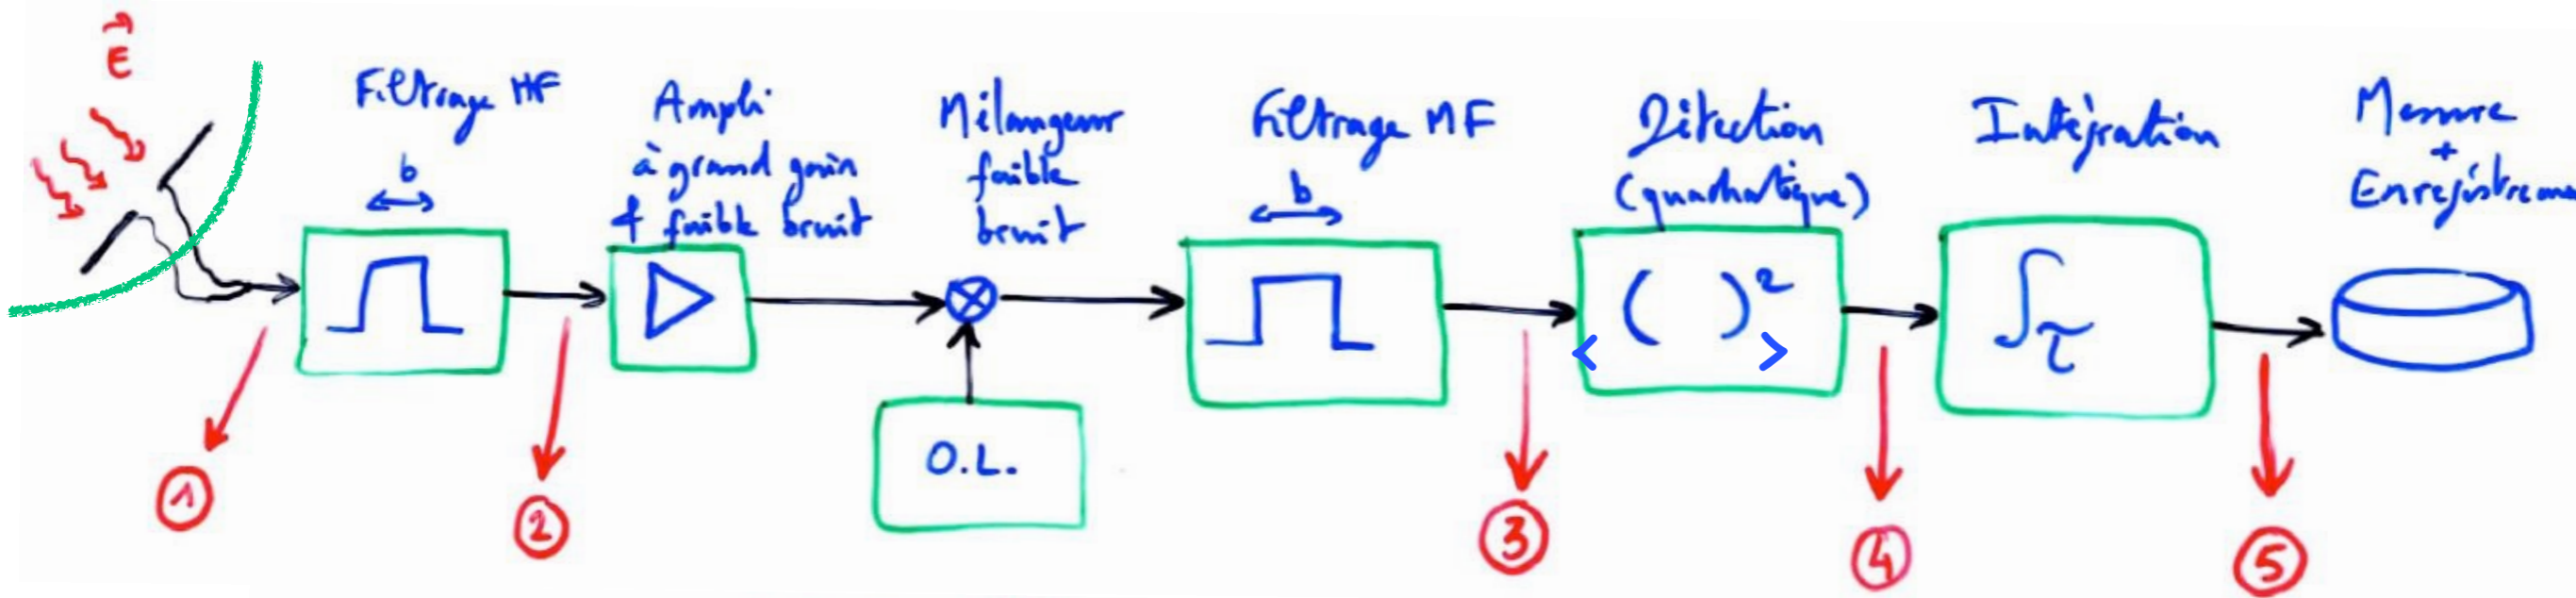 E
Filtrage HF
b
Ampli
à grand gain
+ faible bruit
Mélangeur
faible
bruit
O.L.
Filtrage MF
b
Détection
(quadratique)
< ( )² >
Intégration
∫τ
Mesure
+
Enregistreme
1
2
3
4
5